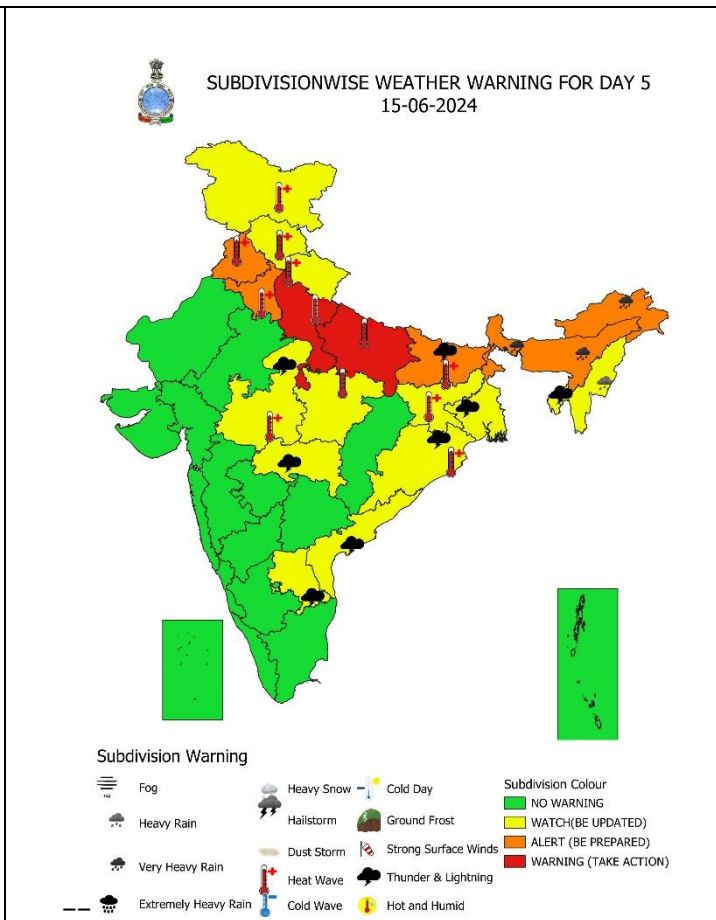 SUBDIVISIONWISE WEATHER WARNING FOR DAY 5
15-06-2024
Subdivision Warning
Fog
Heavy Rain
Very Heavy Rain
Extremely Heavy Rain
Heavy Snow
Hailstorm
Dust Storm
Heat Wave
Cold Wave
Cold Day
Ground Frost
Strong Surface Winds
Thunder & Lightning
Hot and Humid
Subdivision Colour
NO WARNING
WATCH(BE UPDATED)
ALERT (BE PREPARED)
WARNING (TAKE ACTION)